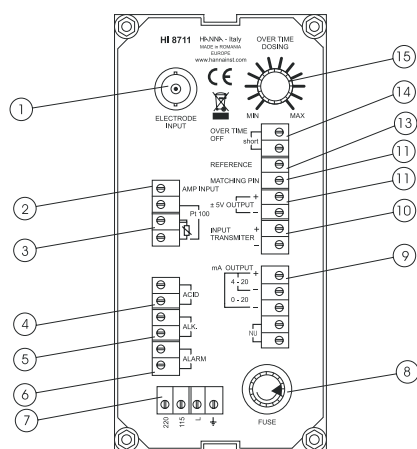 HI 8711
HANNA - Italy
MADE in ROMANIA
EUROPE
www.hannainst.com
OVER TIME
DOSING
MIN
MAX
ELECTRODE
INPUT
OVER TIME
OFF
short
REFERENCE
MATCHING PIN
AMP INPUT
Pt 100
± 5V OUTPUT
+
−
INPUT
TRANSMITER
+
−
mA. OUTPUT
+
4 - 20
−
0 - 20
−
NU
ACID
ALK.
ALARM
220
115
L
FUSE
1
2
3
4
5
6
7
15
14
13
11
11
10
9
8